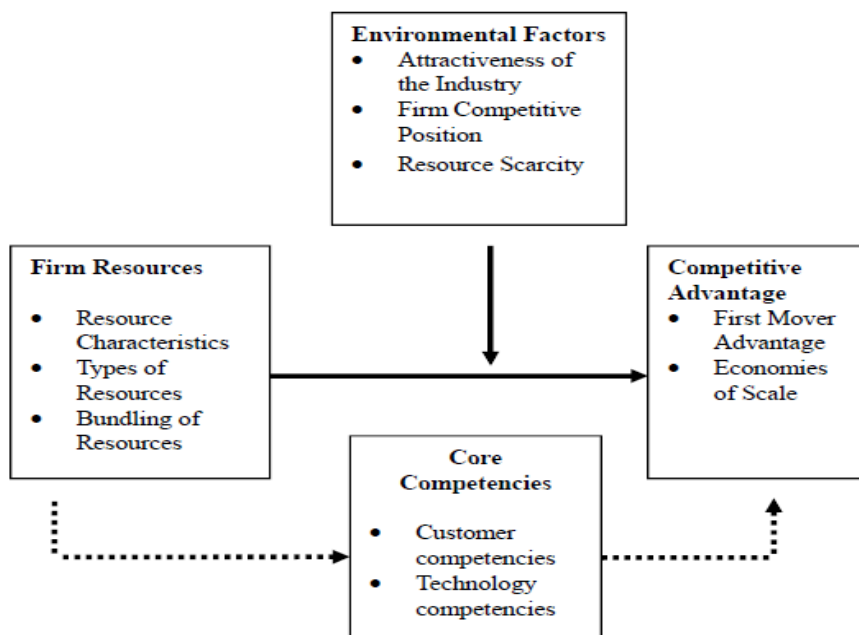 Environmental Factors
• Attractiveness of
the Industry
• Firm Competitive
Position
• Resource Scarcity
Firm Resources
• Resource
Characteristics
• Types of
Resources
• Bundling of
Resources
Competitive
Advantage
• First Mover
Advantage
• Economies
of Scale
Core
Competencies
• Customer
competencies
• Technology
competencies